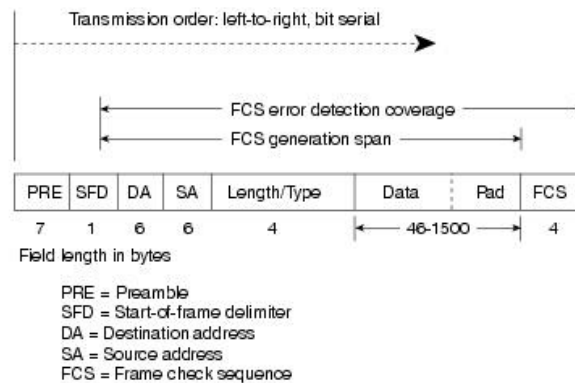 Transmission order: left-to-right, bit serial
FCS error detection coverage
FCS generation span
PRE SFD DA SA Length/Type Data Pad FCS
7 1 6 6 4 46-1500 4
Field length in bytes
PRE = Preamble
SFD = Start-of-frame delimiter
DA = Destination address
SA = Source address
FCS = Frame check sequence